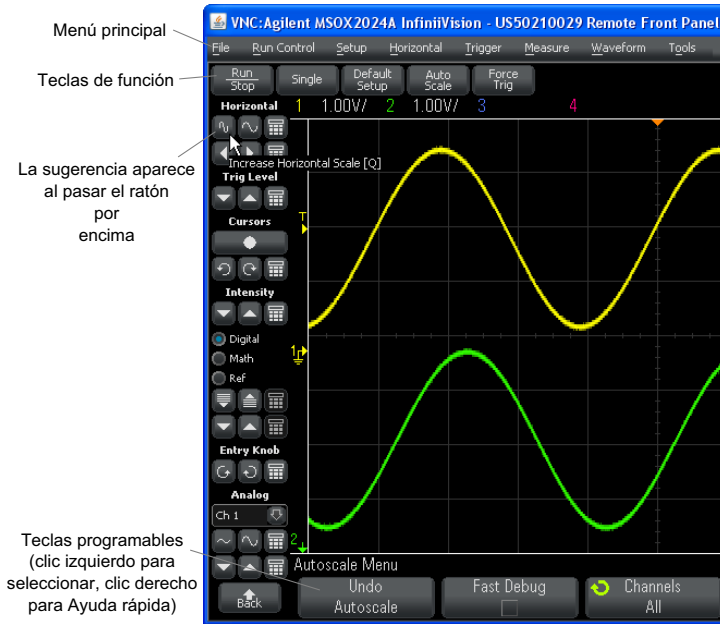 VNC:Agilent MSOX2024A InfiniiVision - US50210029 Remote Front Panel
Menú principal
File Run Control Setup Horizontal Trigger Measure Waveform Tools
Teclas de función
Run
Stop
Single
Default
Setup
Auto
Scale
Force
Trig
Horizontal
1 1.00V/ 2 1.00V/ 3 4
Increase Horizontal Scale [Q]
La sugerencia aparece
al pasar el ratón
por
encima
Trig Level
T
Cursors
Intensity
Digital
1
Math
Ref
Entry Knob
Analog
Ch 1
2
Teclas programables
(clic izquierdo para
seleccionar, clic derecho
para Ayuda rápida)
Autoscale Menu
Back
Undo
Autoscale
Fast Debug
Channels
All